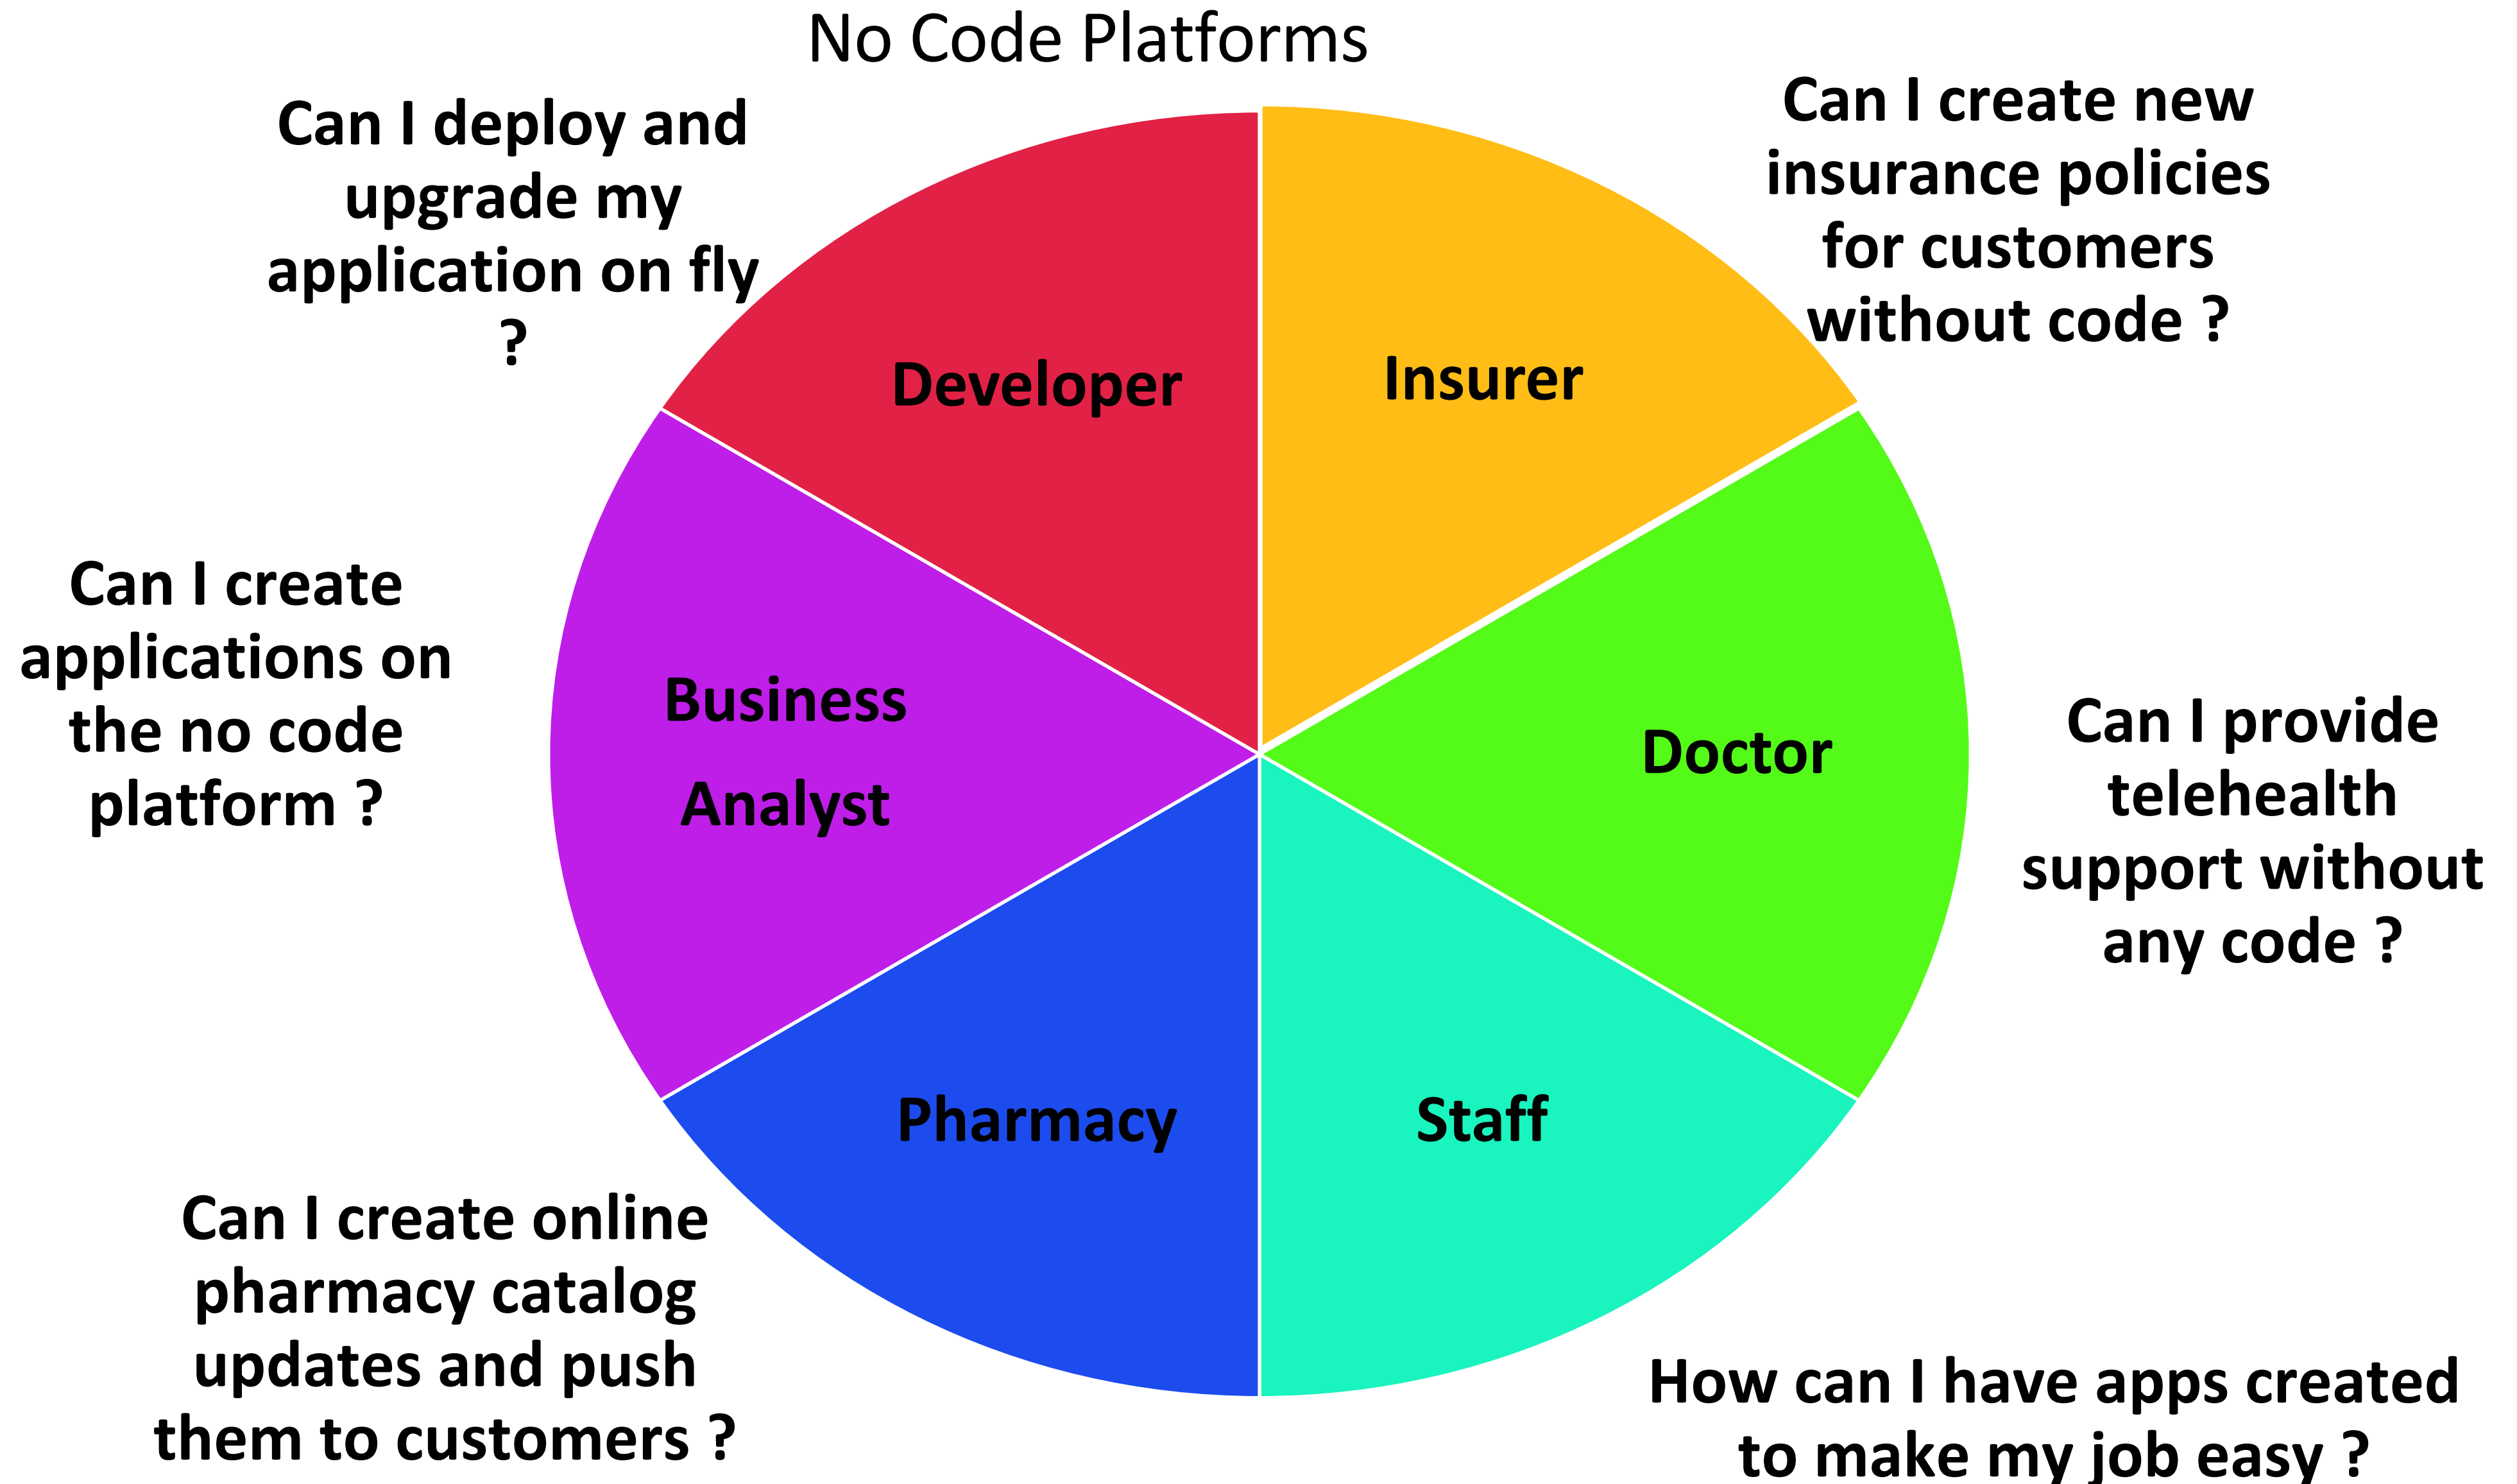 No Code Platforms
Can I deploy and
upgrade my
application on fly
?
Can I create new
insurance policies
for customers
without code ?
Developer
Insurer
Can I create
applications on
the no code
platform ?
Business
Analyst
Doctor
Can I provide
telehealth
support without
any code ?
Pharmacy
Staff
Can I create online
pharmacy catalog
updates and push
them to customers ?
How can I have apps created
to make my job easy ?